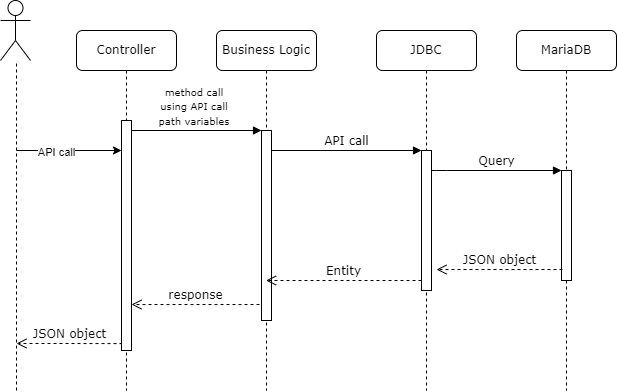 Controller
Business Logic
JDBC
MariaDB
method call
using API call
path variables
API call
API call
Query
JSON object
Entity
response
JSON object